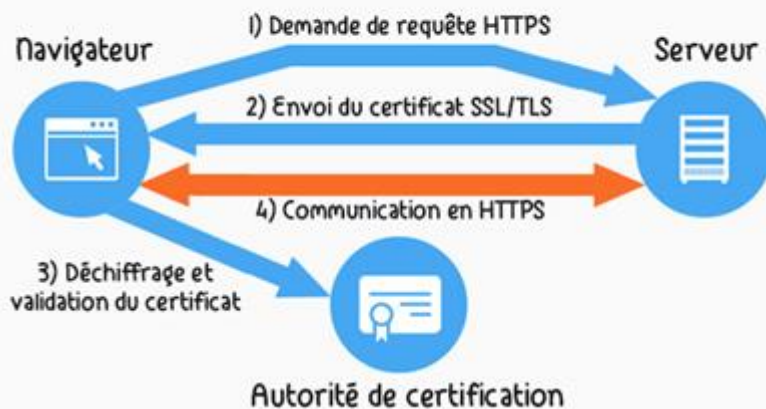 1) Demande de requête HTTPS
Navigateur
Serveur
2) Envoi du certificat SSL/TLS
4) Communication en HTTPS
3) Déchiffrage et
validation du certificat
Autorité de certification